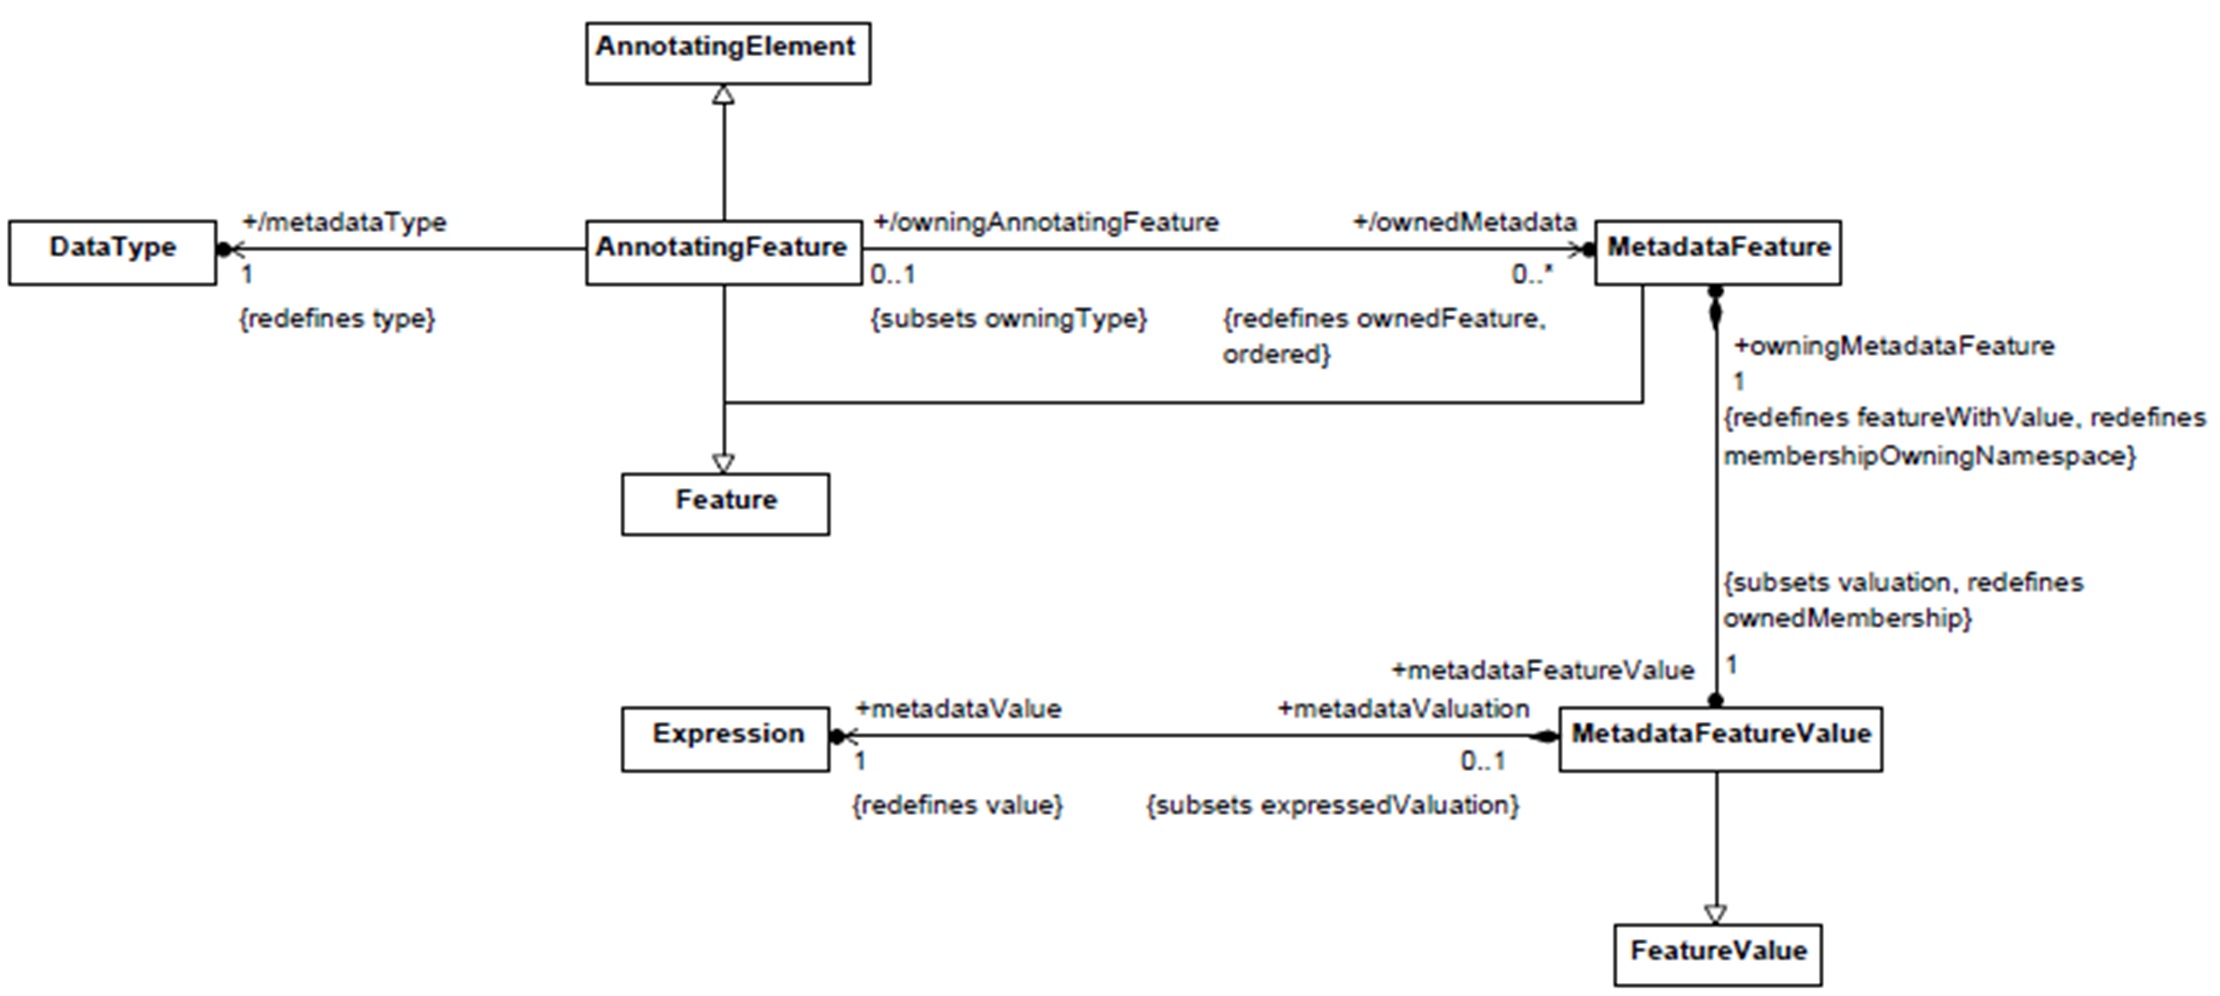 AnnotatingElement
+/metadataType
+/owningAnnotatingFeature
+/ownedMetadata
DataType
AnnotatingFeature
MetadataFeature
1
0..1
0..*
{redefines type}
{subsets owningType}
{redefines ownedFeature,
ordered}
+owningMetadataFeature
1
{redefines featureWithValue, redefines
membershipOwningNamespace}
Feature
{subsets valuation, redefines
ownedMembership}
+metadataFeatureValue
1
+metadataValue
+metadataValuation
Expression
MetadataFeatureValue
1
0..1
{redefines value}
{subsets expressedValuation}
FeatureValue